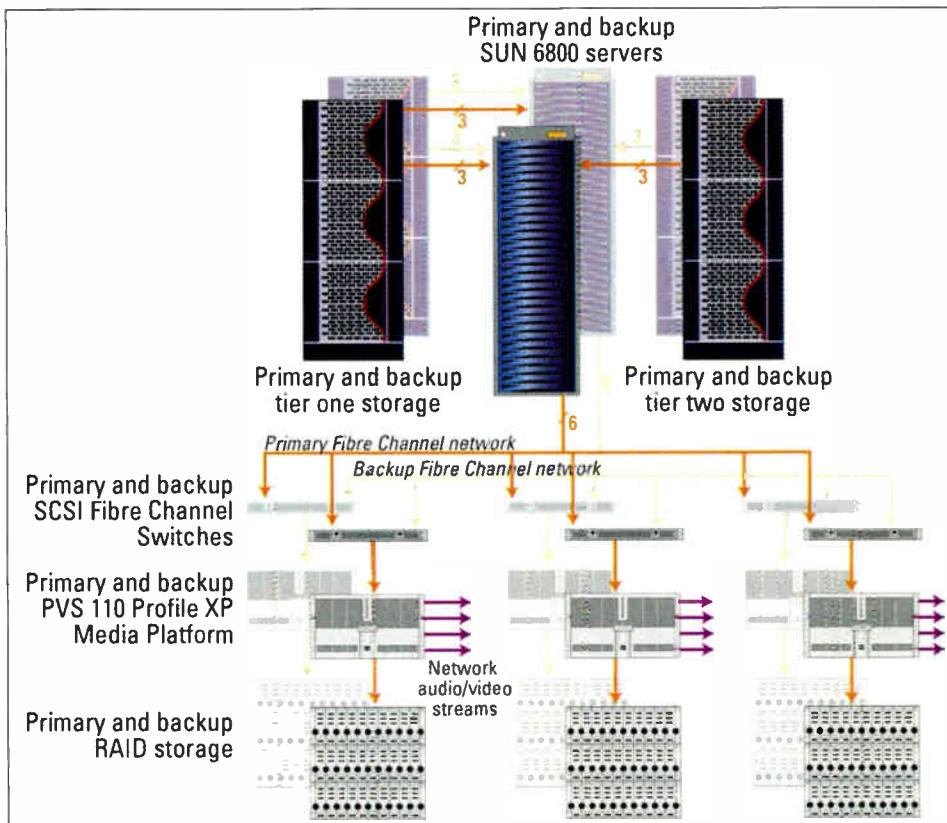 Primary and backup
SUN 6800 servers
3
3
3
3
3
3
Primary and backup
tier one storage
Primary and backup
tier two storage
6
Primary Fibre Channel network
Backup Fibre Channel network
Primary and backup
SCSI Fibre Channel
Switches
Primary and backup
PVS 110 Profile XP
Media Platform
Network
audio/video
streams
Primary and backup
RAID storage